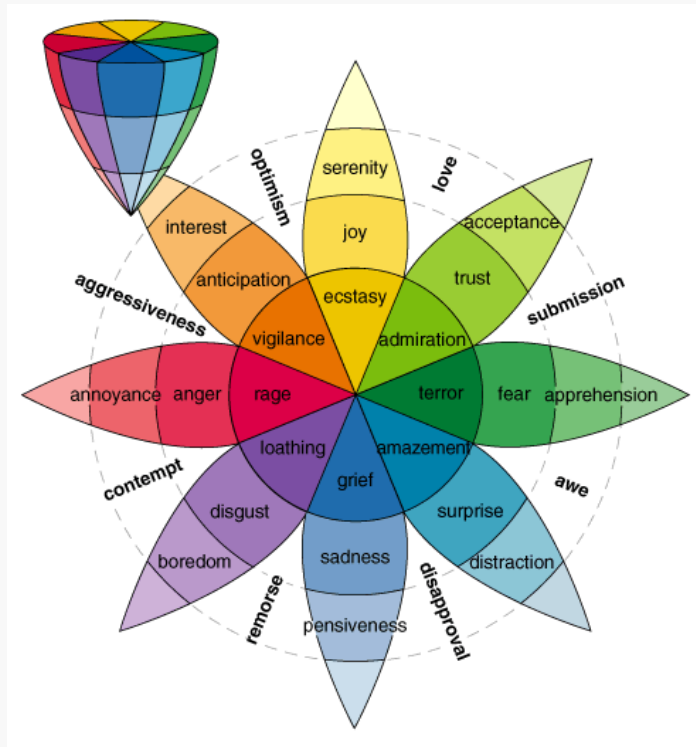 optimism
love
serenity
interest
acceptance
joy
anticipation
trust
aggressiveness
submission
ecstasy
vigilance
admiration
annoyance
anger
rage
terror
fear
apprehension
loathing
amazement
grief
contempt
awe
disgust
surprise
sadness
boredom
distraction
remorse
disapproval
pensiveness